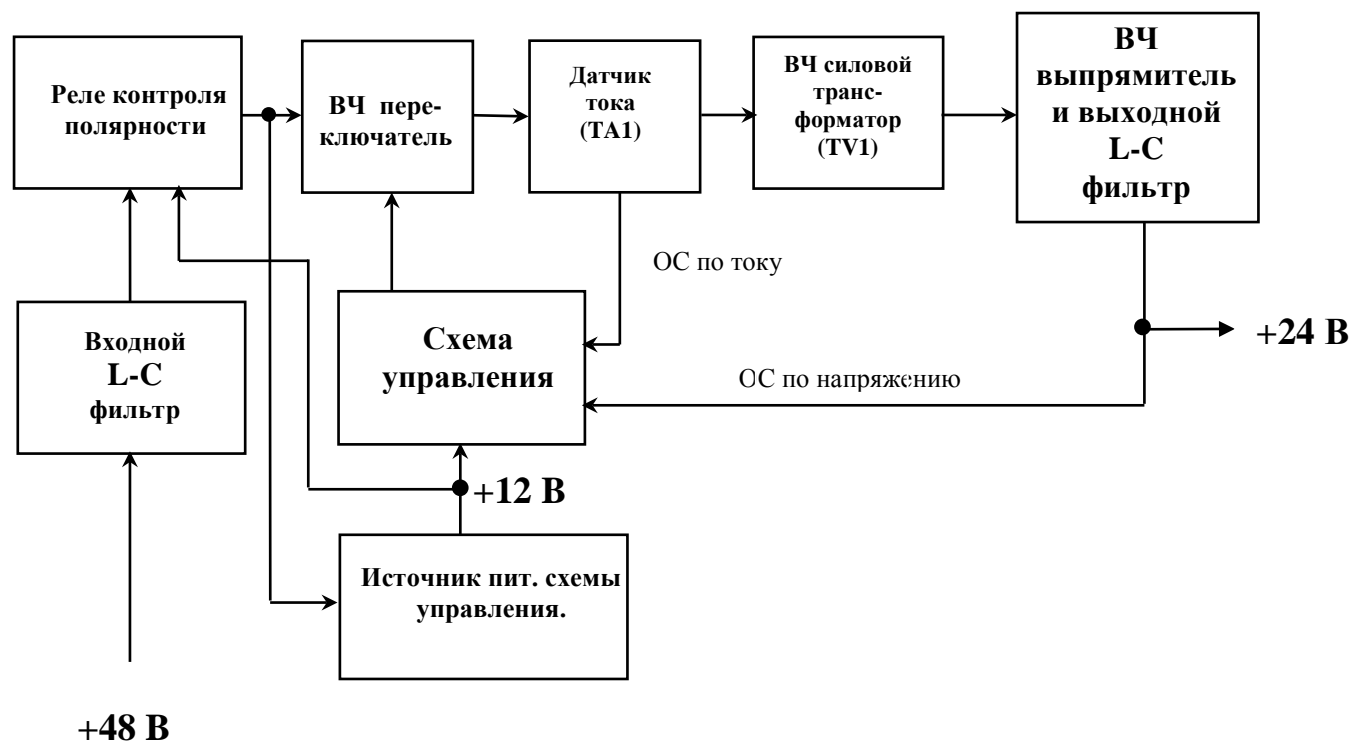 Реле контроля
полярности
ВЧ пере-
ключатель
Датчик
тока
(ТА1)
ВЧ силовой
транс-
форматор
(TV1)
ВЧ
выпрямитель
и выходной
L-C
фильтр
ОС по току
Входной
L-C
фильтр
Схема
управления
+24 В
ОС по напряжению
+12 В
Источник пит. схемы
управления.
+48 В